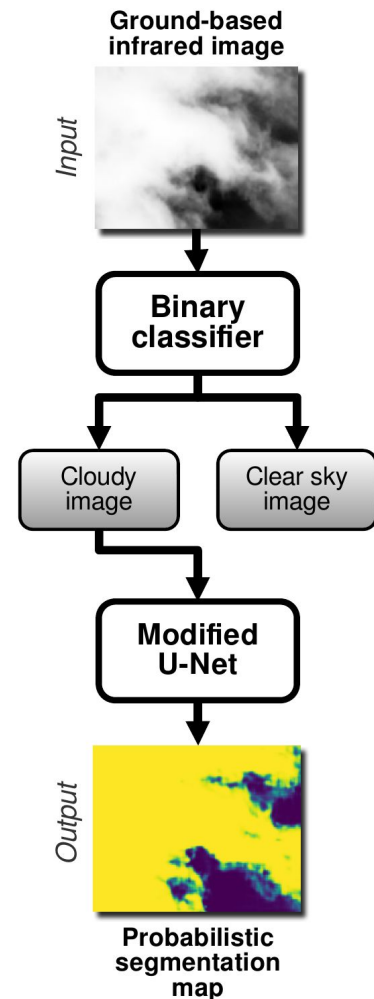 Ground-based
infrared image
Input
Binary
classifier
Cloudy
image
Clear sky
image
Modified
U-Net
Output
Probabilistic
segmentation
map